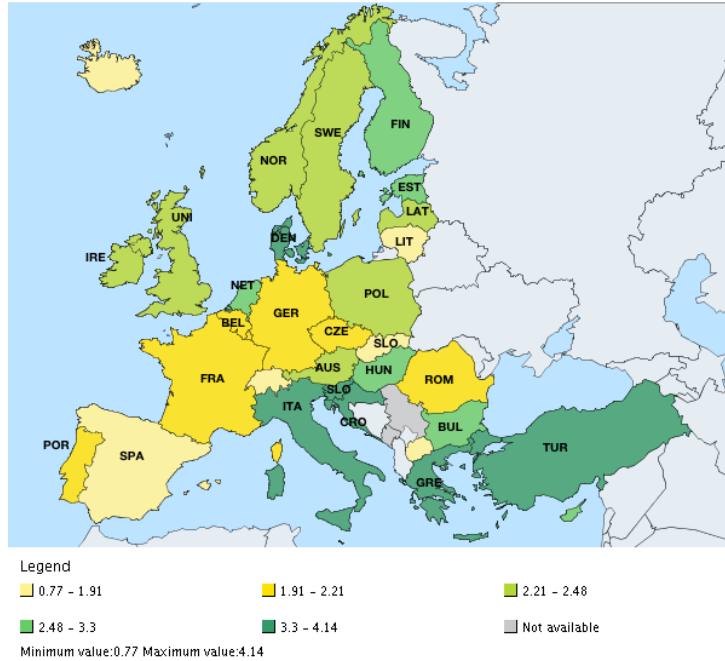 FIN
SWE
NOR
EST
UNI
LAT
DEN
LIT
IRE
NET
POL
GER
BEL
CZE
SLO
AUS
HUN
FRA
ROM
SLO
ITA
CRO
BUL
POR
TUR
SPA
GRE
Legend
0.77 - 1.91 1.91 - 2.21 2.21 - 2.48
2.48 - 3.3 3.3 - 4.14 Not available
Minimum value:0.77 Maximum value:4.14